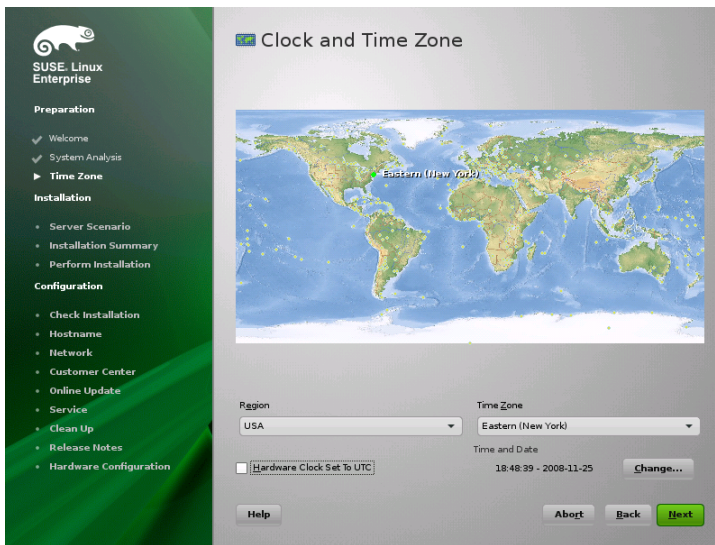 SUSE. Linux
Enterprise
Preparation
Welcome
System Analysis
Time Zone
Installation
Server Scenario
Installation Summary
Perform Installation
Configuration
Check Installation
Hostname
Network
Customer Center
Online Update
Service
Clean Up
Release Notes
Hardware Configuration
Clock and Time Zone
Eastern (New York)
Region
USA
Time Zone
Eastern (New York)
Hardware Clock Set To UTC
Time and Date
18:48:39 - 2008-11-25
Change...
Help
Abort
Back
Next